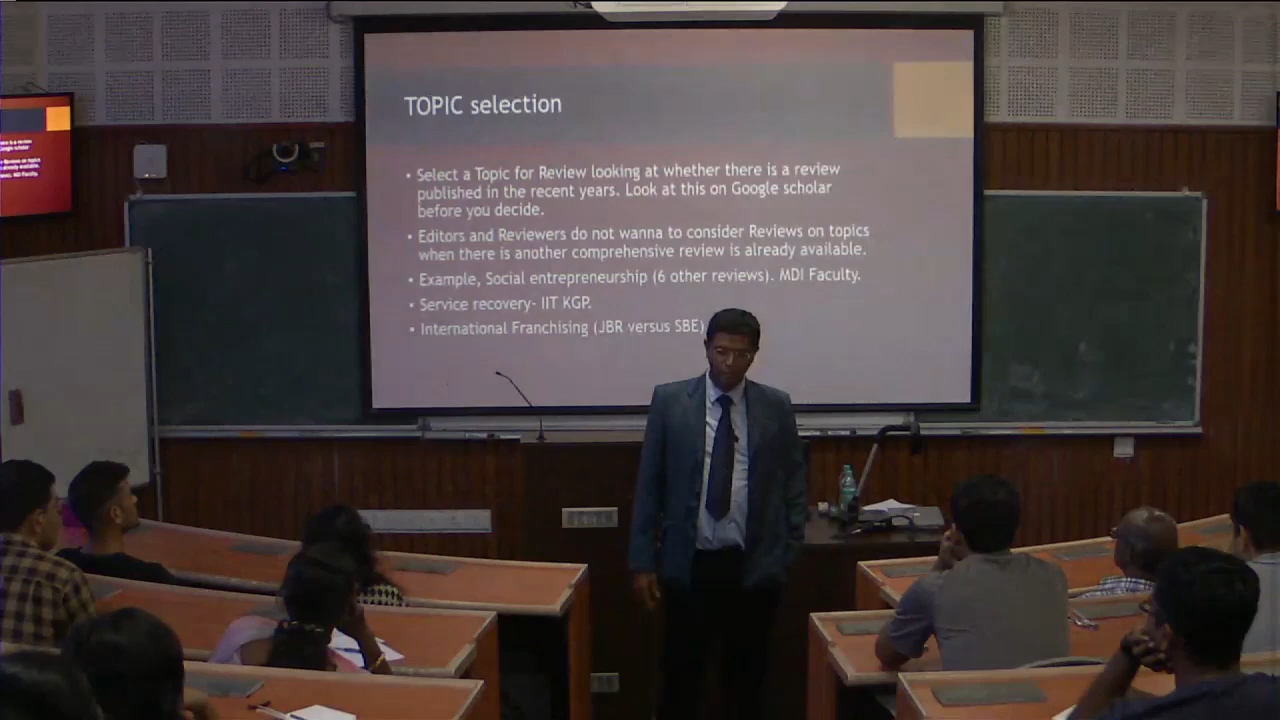 TOPIC selection
• Select a Topic for Review looking at whether there is a review
published in the recent years. Look at this on Google scholar
before you decide.
• Editors and Reviewers do not wanna to consider Reviews on topics
when there is another comprehensive review is already available.
• Example, Social entrepreneurship (6 other reviews). MDI Faculty.
• Service recovery- IIT KGP.
• International Franchising (JBR versus SBE)